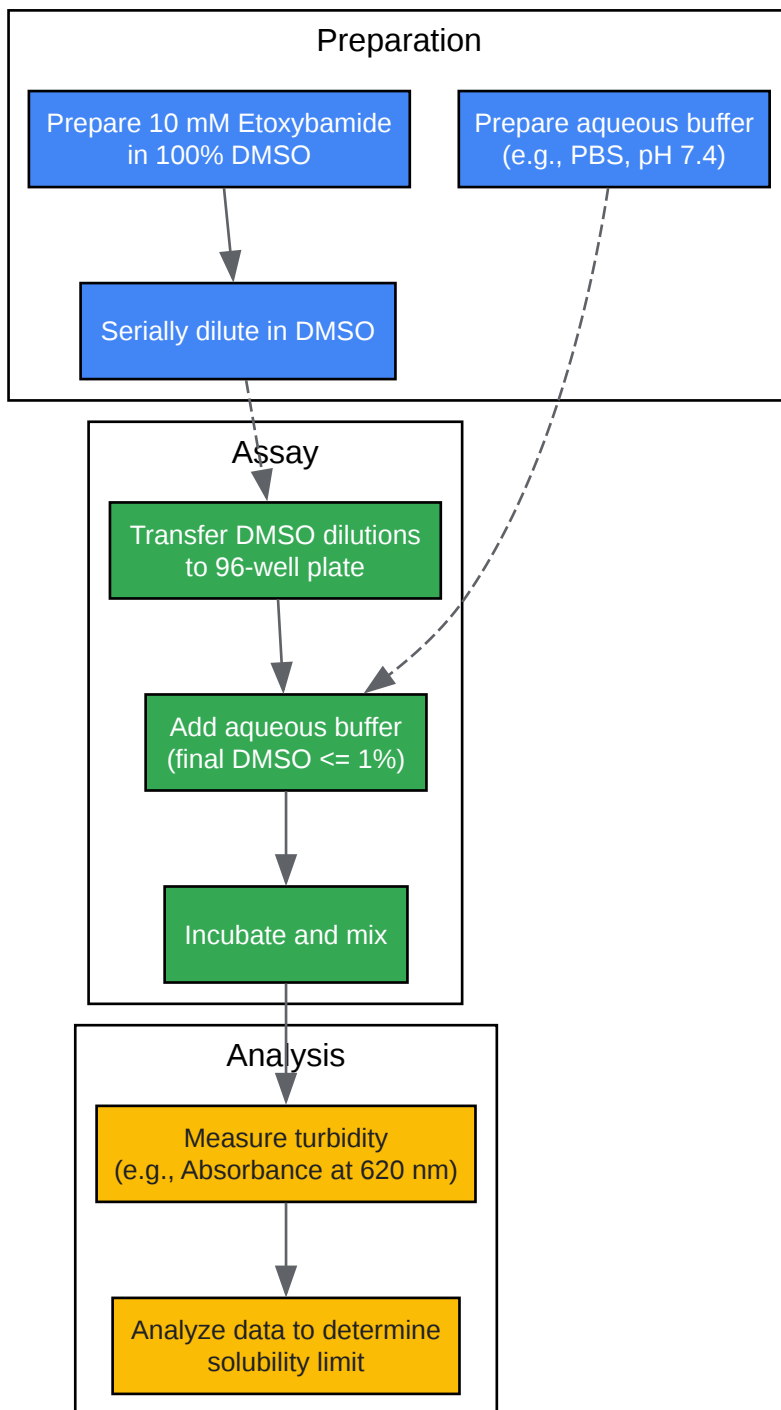 Preparation
Prepare 10 mM Etoxybamide
in 100% DMSO
Prepare aqueous buffer
(e.g., PBS, pH 7.4)
Serially dilute in DMSO
Assay
Transfer DMSO dilutions
to 96-well plate
Add aqueous buffer
(final DMSO <= 1%)
Incubate and mix
Analysis
Measure turbidity
(e.g., Absorbance at 620 nm)
Analyze data to determine
solubility limit